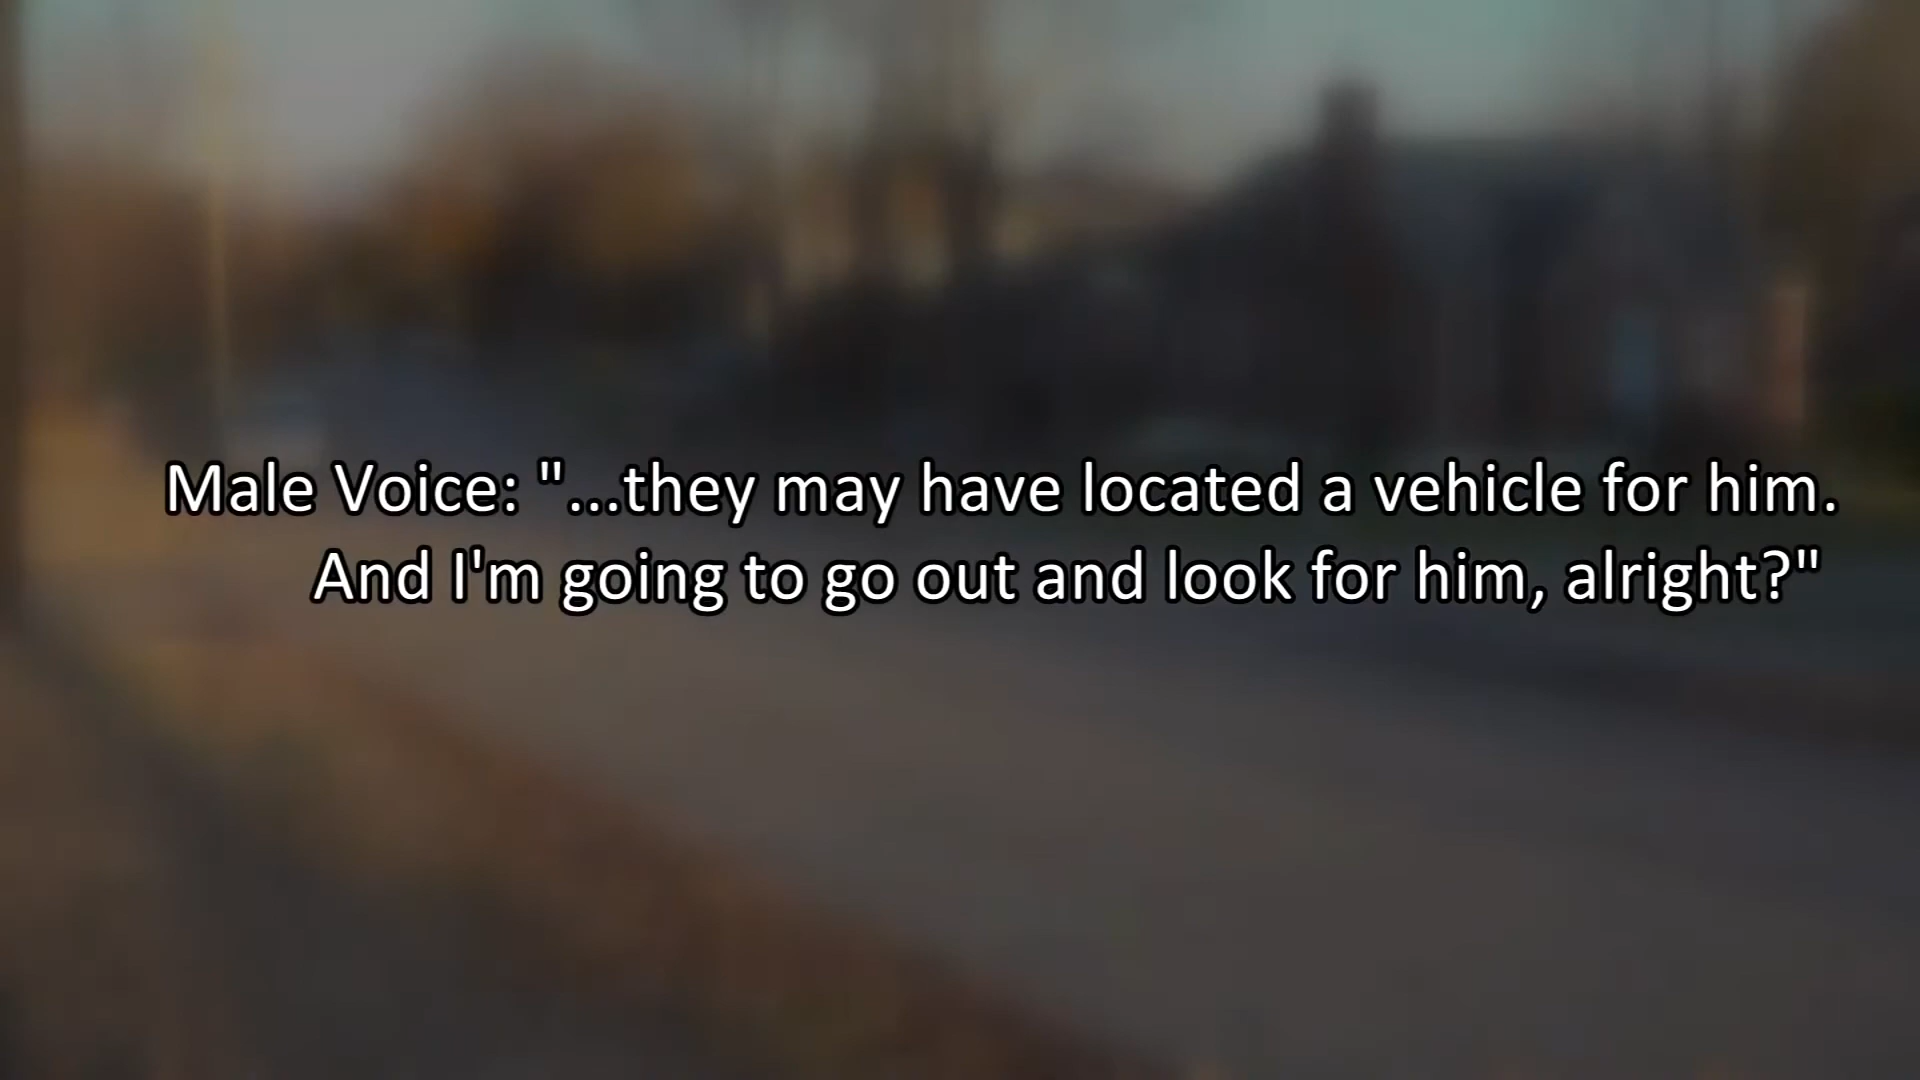 Male Voice: "...they may have located a vehicle for him.
And I'm going to go out and look for him, alright?"